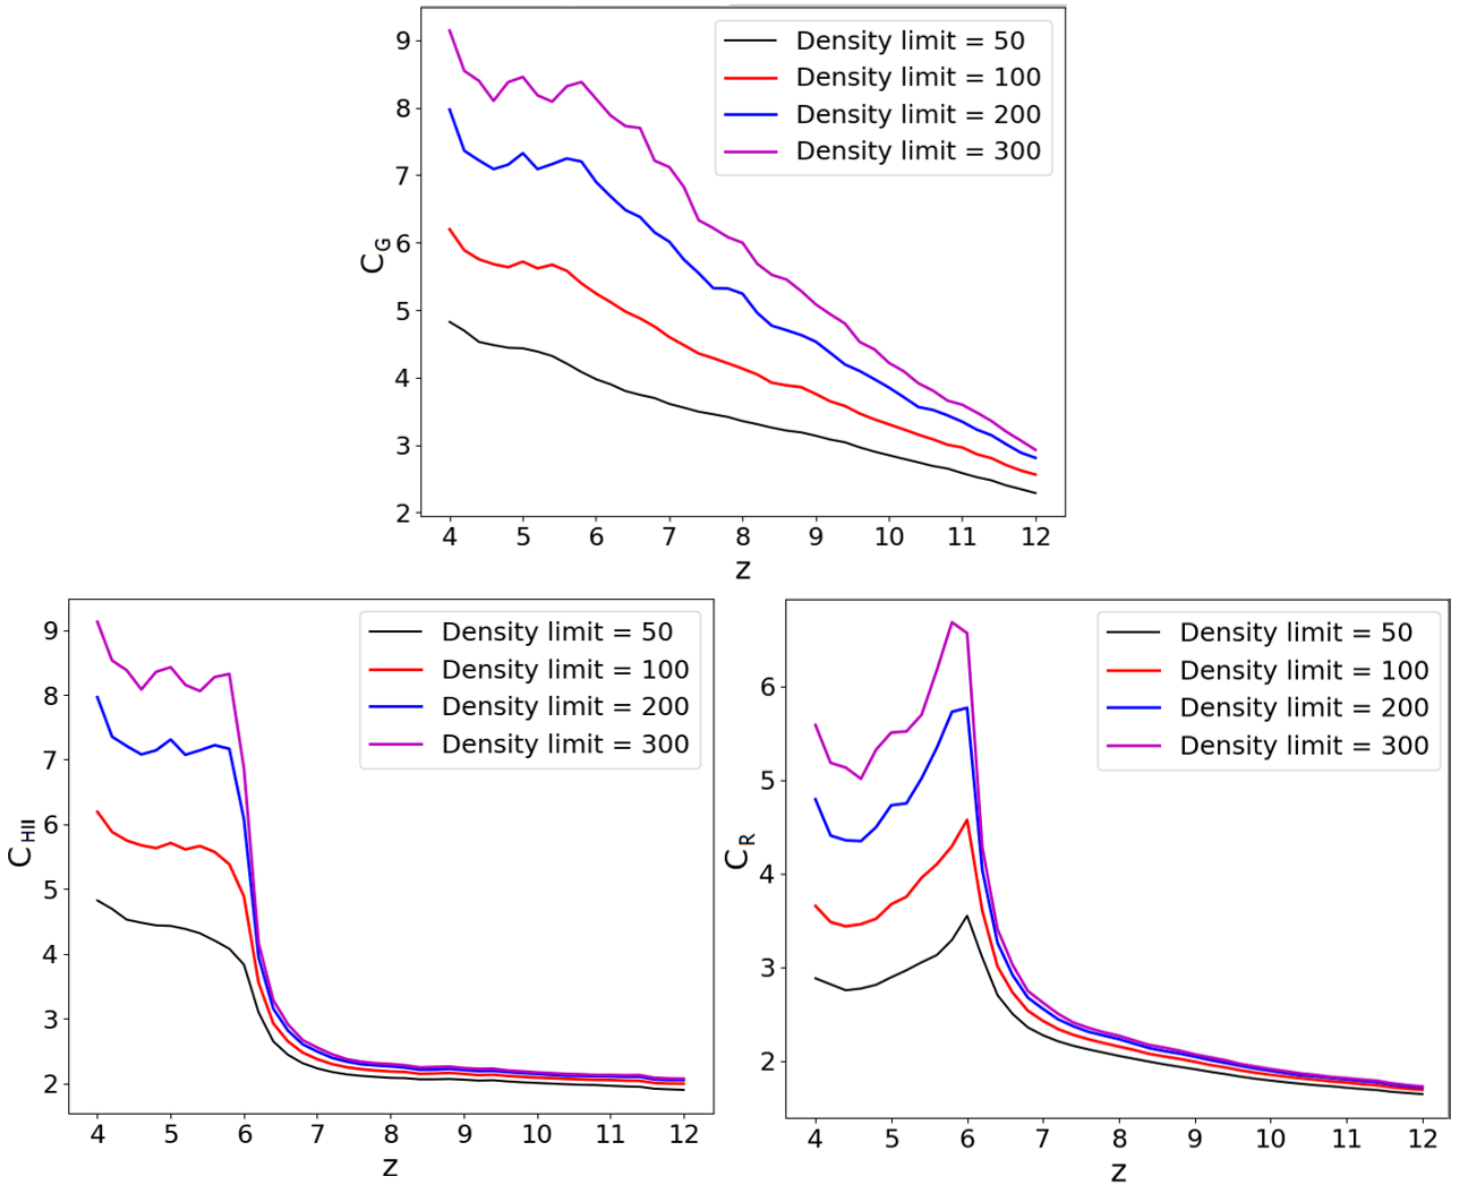 9
8
7
6
5
4
3
2
C_G
Density limit = 50
Density limit = 100
Density limit = 200
Density limit = 300
4 5 6 7 8 9 10 11 12
z
9
8
7
6
5
4
3
2
C_HII
Density limit = 50
Density limit = 100
Density limit = 200
Density limit = 300
4 5 6 7 8 9 10 11 12
z
6
5
4
3
2
C_R
Density limit = 50
Density limit = 100
Density limit = 200
Density limit = 300
4 5 6 7 8 9 10 11 12
z